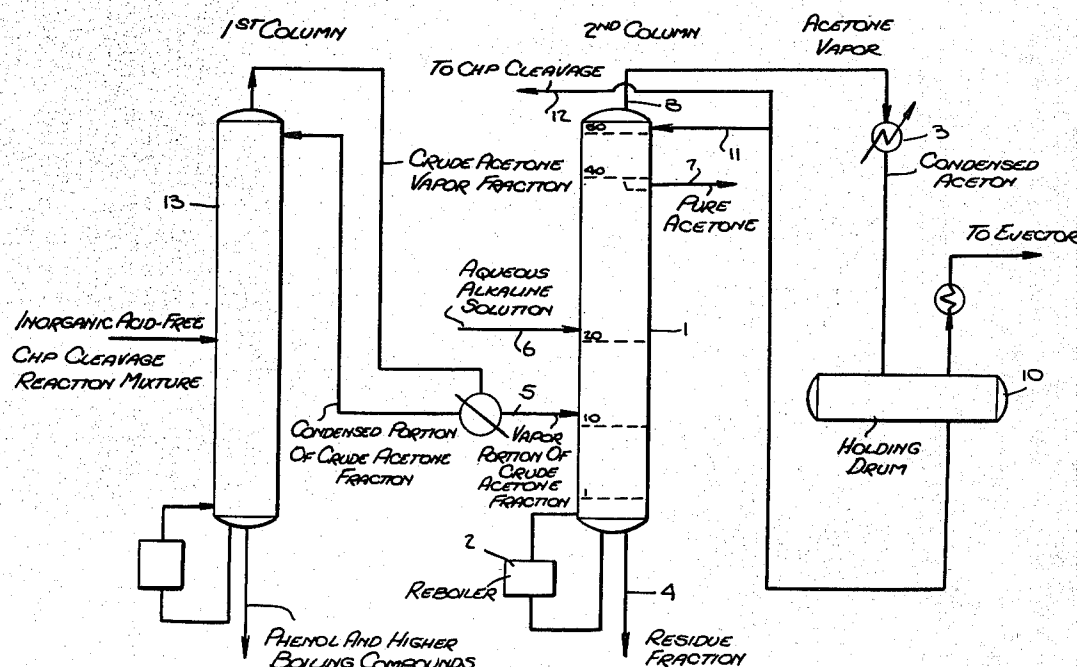 1ST COLUMN
2ND COLUMN
ACETONE
VAPOR
TO CHP CLEAVAGE
12
8
60
11
3
CONDENSED
ACETON
CRUDE ACETONE
VAPOR FRACTION
40
7
PURE
ACETONE
13
TO EJECTOR
AQUEOUS
ALKALINE
SOLUTION
6
20
1
INORGANIC ACID-FREE
CHP CLEAVAGE
REACTION MIXTURE
10
HOLDING
DRUM
5
10
CONDENSED PORTION
OF CRUDE ACETONE
FRACTION
VAPOR
PORTION OF
CRUDE
ACETONE
FRACTION
1
2
REBOILER
4
PHENOL AND HIGHER
BOILING COMPOUNDS
RESIDUE
FRACTION